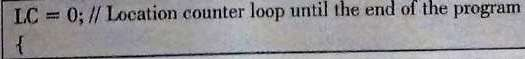 LC = 0; // Location counter loop until the end of the program
{